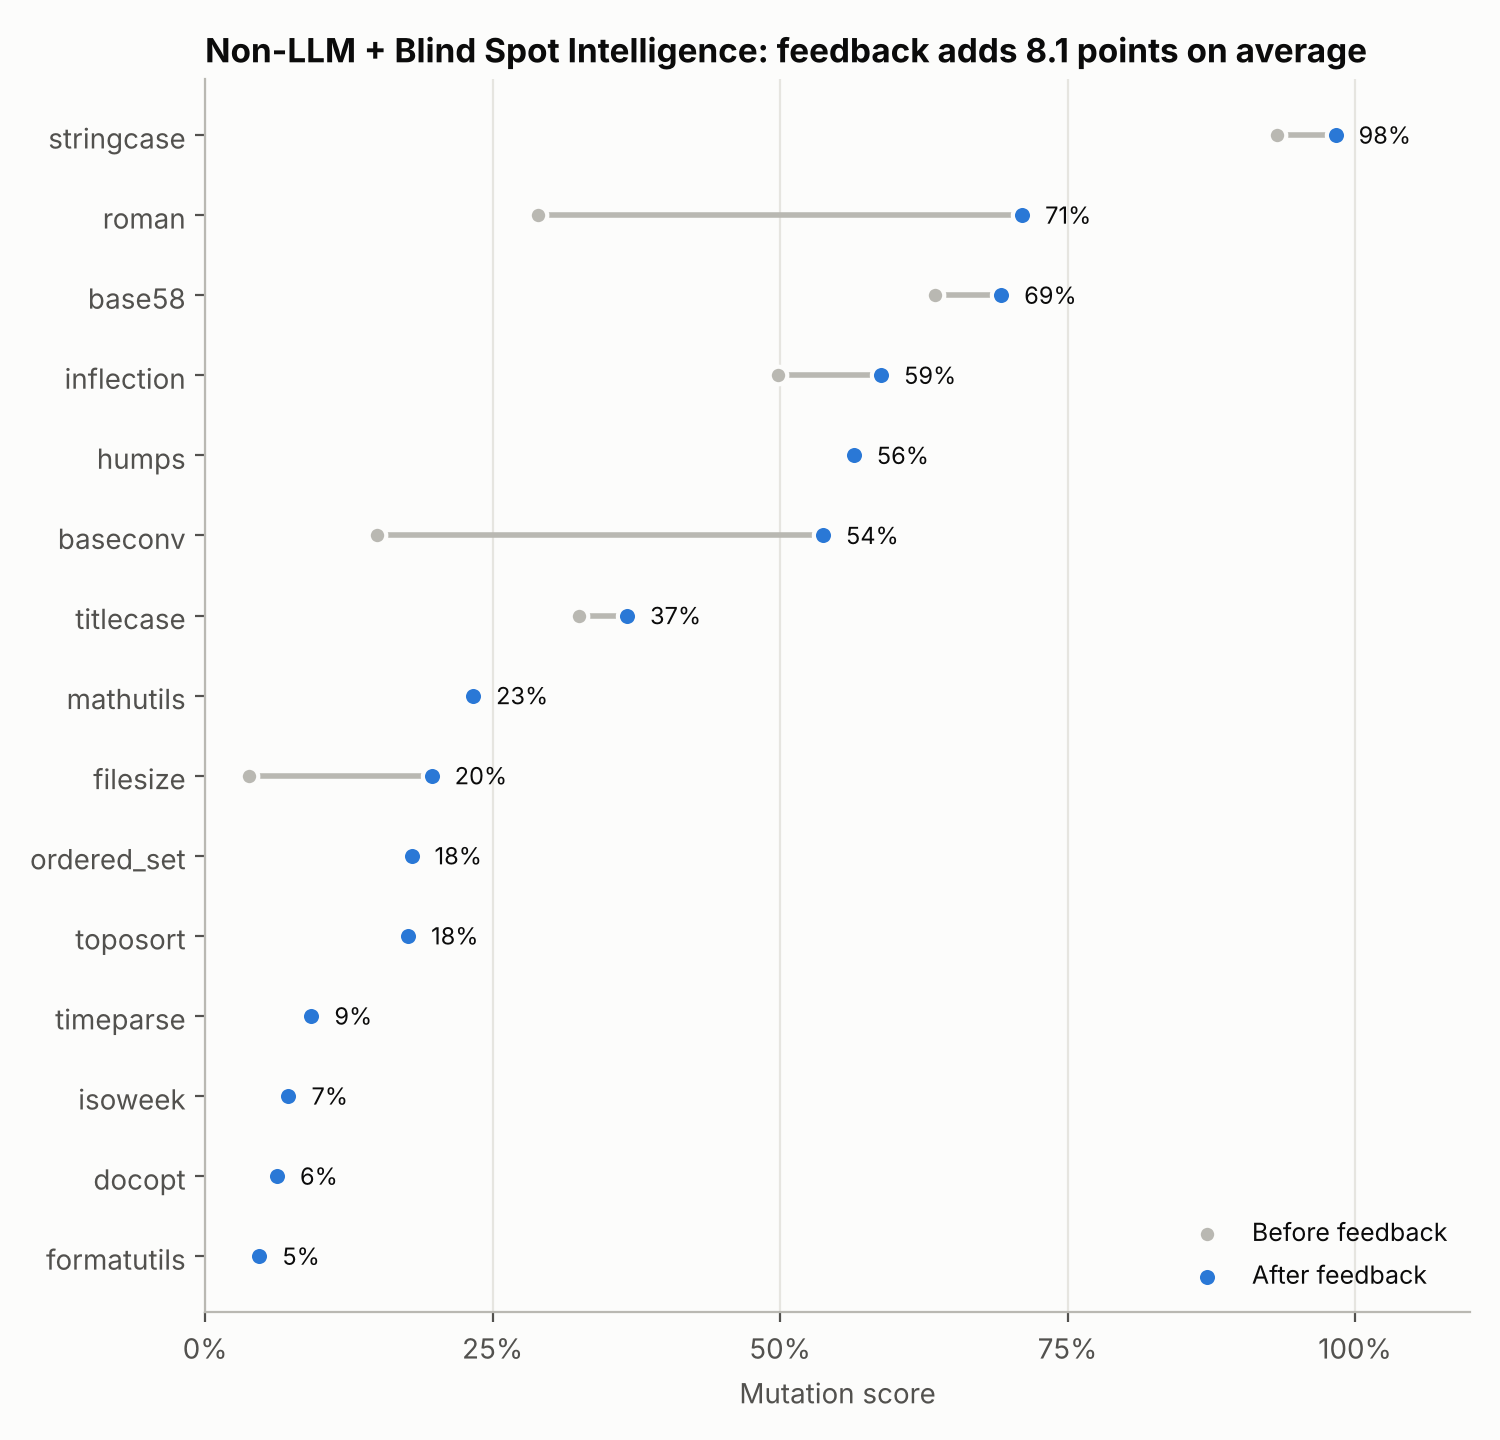 Non-LLM + Blind Spot Intelligence: feedback adds 8.1 points on average
stringcase 98%
roman 71%
base58 69%
inflection 59%
humps 56%
baseconv 54%
titlecase 37%
mathutils 23%
filesize 20%
ordered_set 18%
toposort 18%
timeparse 9%
isoweek 7%
docopt 6%
formatutils 5%
Before feedback
After feedback
0% 25% 50% 75% 100%
Mutation score